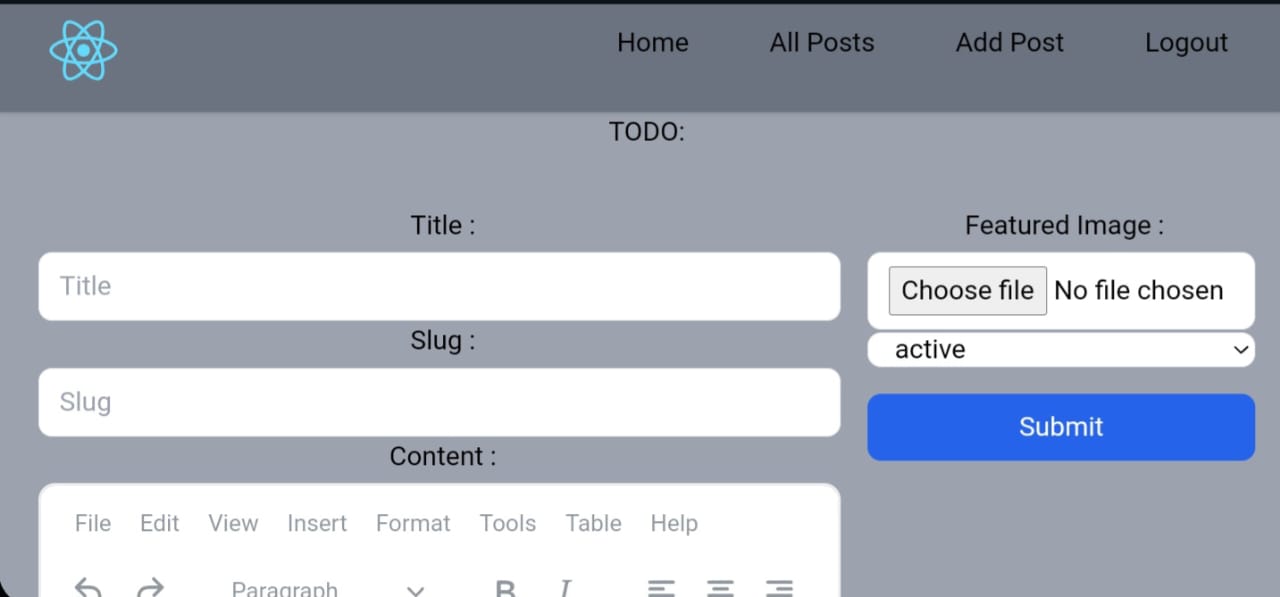 Home All Posts Add Post Logout
TODO:
Title :
Title
Slug :
Slug
Content :
File Edit View Insert Format Tools Table Help
Paragraph B I
Featured Image :
Choose file No file chosen
active
Submit